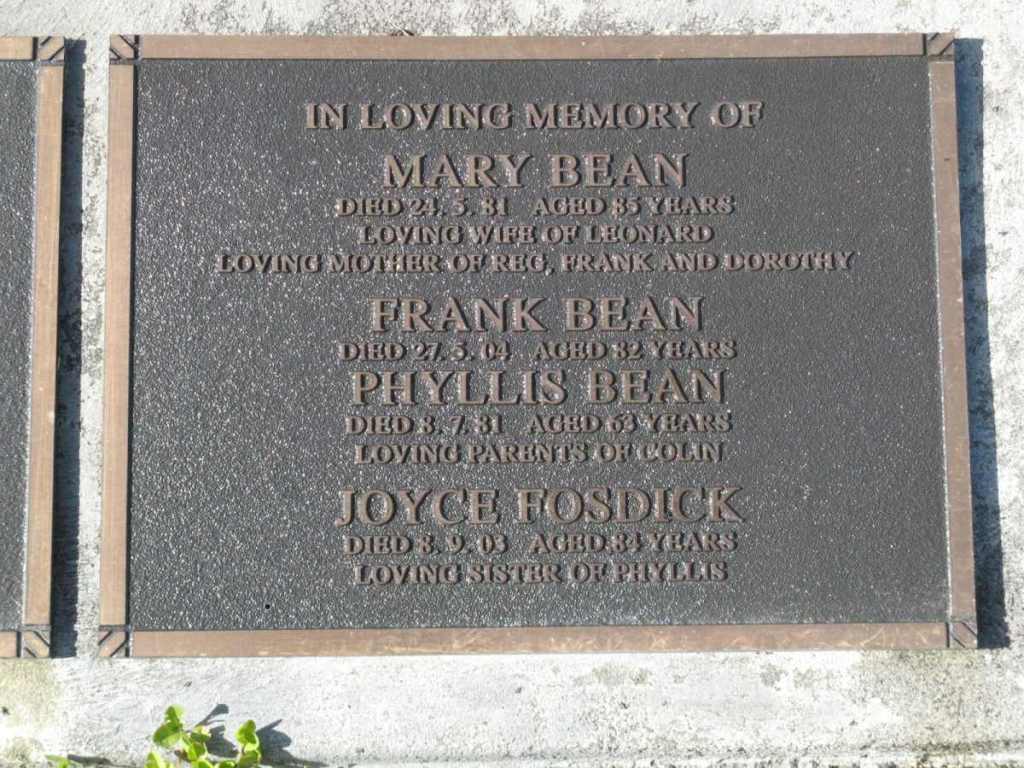 IN LOVING MEMORY OF
MARY BEAN
DIED 24. 5. 81 AGED 85 YEARS
LOVING WIFE OF LEONARD
LOVING MOTHER OF REG, FRANK AND DOROTHY
FRANK BEAN
DIED 27. 5. 04 AGED 82 YEARS
PHYLLIS BEAN
DIED 8. 7. 81 AGED 63 YEARS
LOVING PARENTS OF COLIN
JOYCE FOSDICK
DIED 8. 9. 03 AGED 84 YEARS
LOVING SISTER OF PHYLLIS